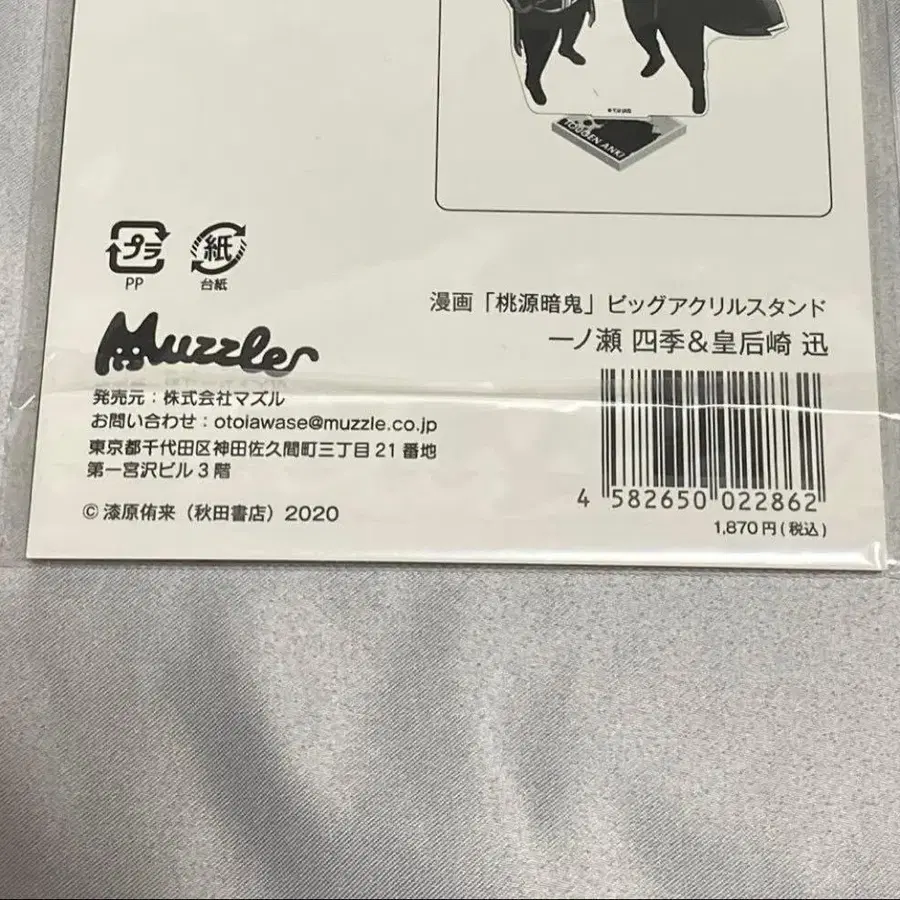 TOUGEN ANKI
プラ
PP
紙
台紙
漫画「桃源暗鬼」ビッグアクリルスタンド
一ノ瀬 四季&皇后崎 迅
Muzzle
発売元：株式会社マズル
お問い合わせ：otoiawase@muzzle.co.jp
東京都千代田区神田佐久間町三丁目21番地
第一宮沢ビル3階
©漆原侑来（秋田書店）2020
4 582650 022862
1,870円(税込)